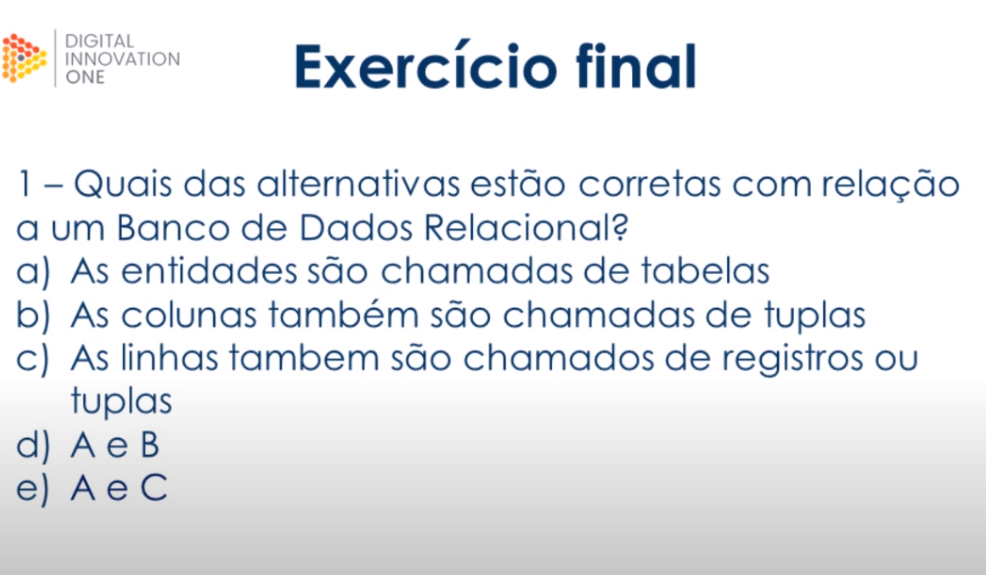 DIGITAL
INNOVATION
ONE
Exercício final
1 – Quais das alternativas estão corretas com relação
a um Banco de Dados Relacional?
a) As entidades são chamadas de tabelas
b) As colunas também são chamadas de tuplas
c) As linhas tambem são chamados de registros ou
tuplas
d) A e B
e) A e C